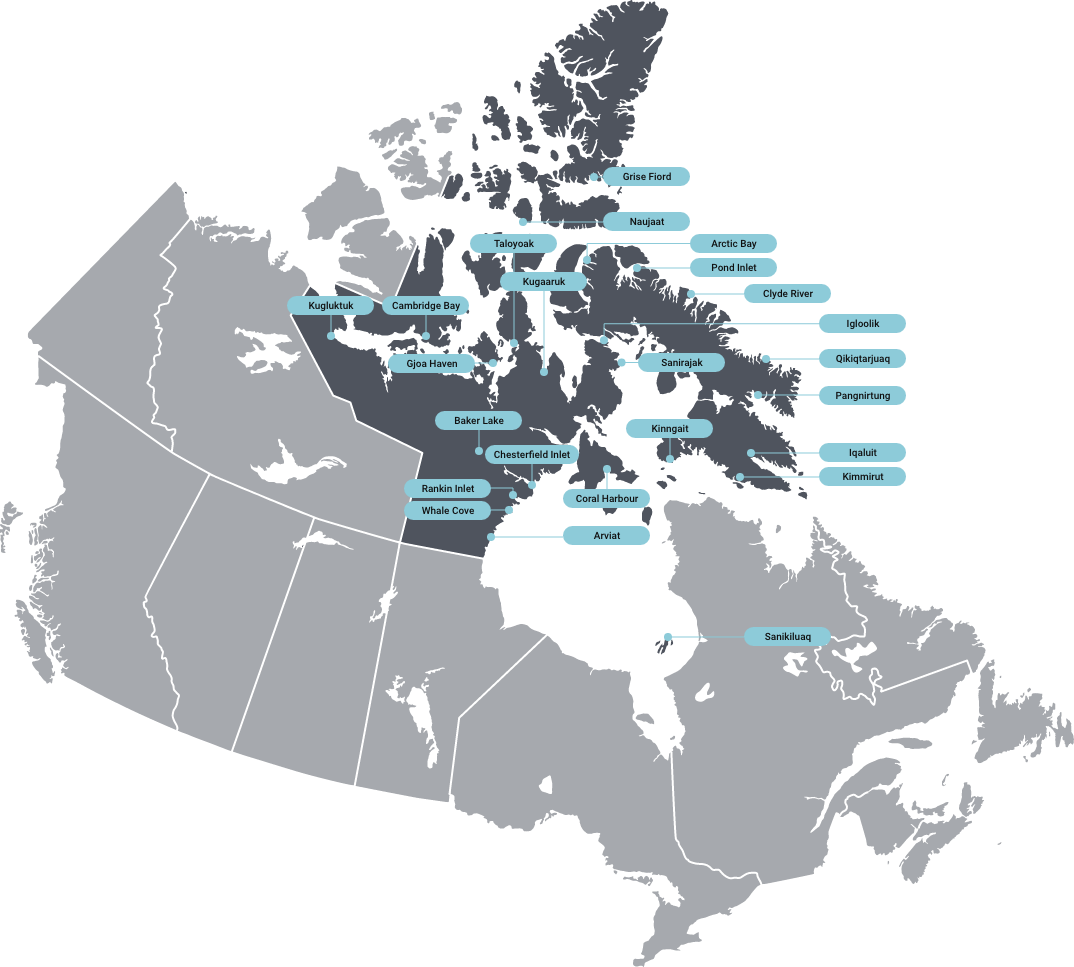 Grise Fiord
Naujaat
Taloyoak
Arctic Bay
Pond Inlet
Kugaaruk
Clyde River
Kugluktuk
Cambridge Bay
Igloolik
Qikiqtarjuaq
Gjoa Haven
Sanirajak
Pangnirtung
Baker Lake
Kinngait
Chesterfield Inlet
Iqaluit
Kimmirut
Rankin Inlet
Coral Harbour
Whale Cove
Arviat
Sanikiluaq